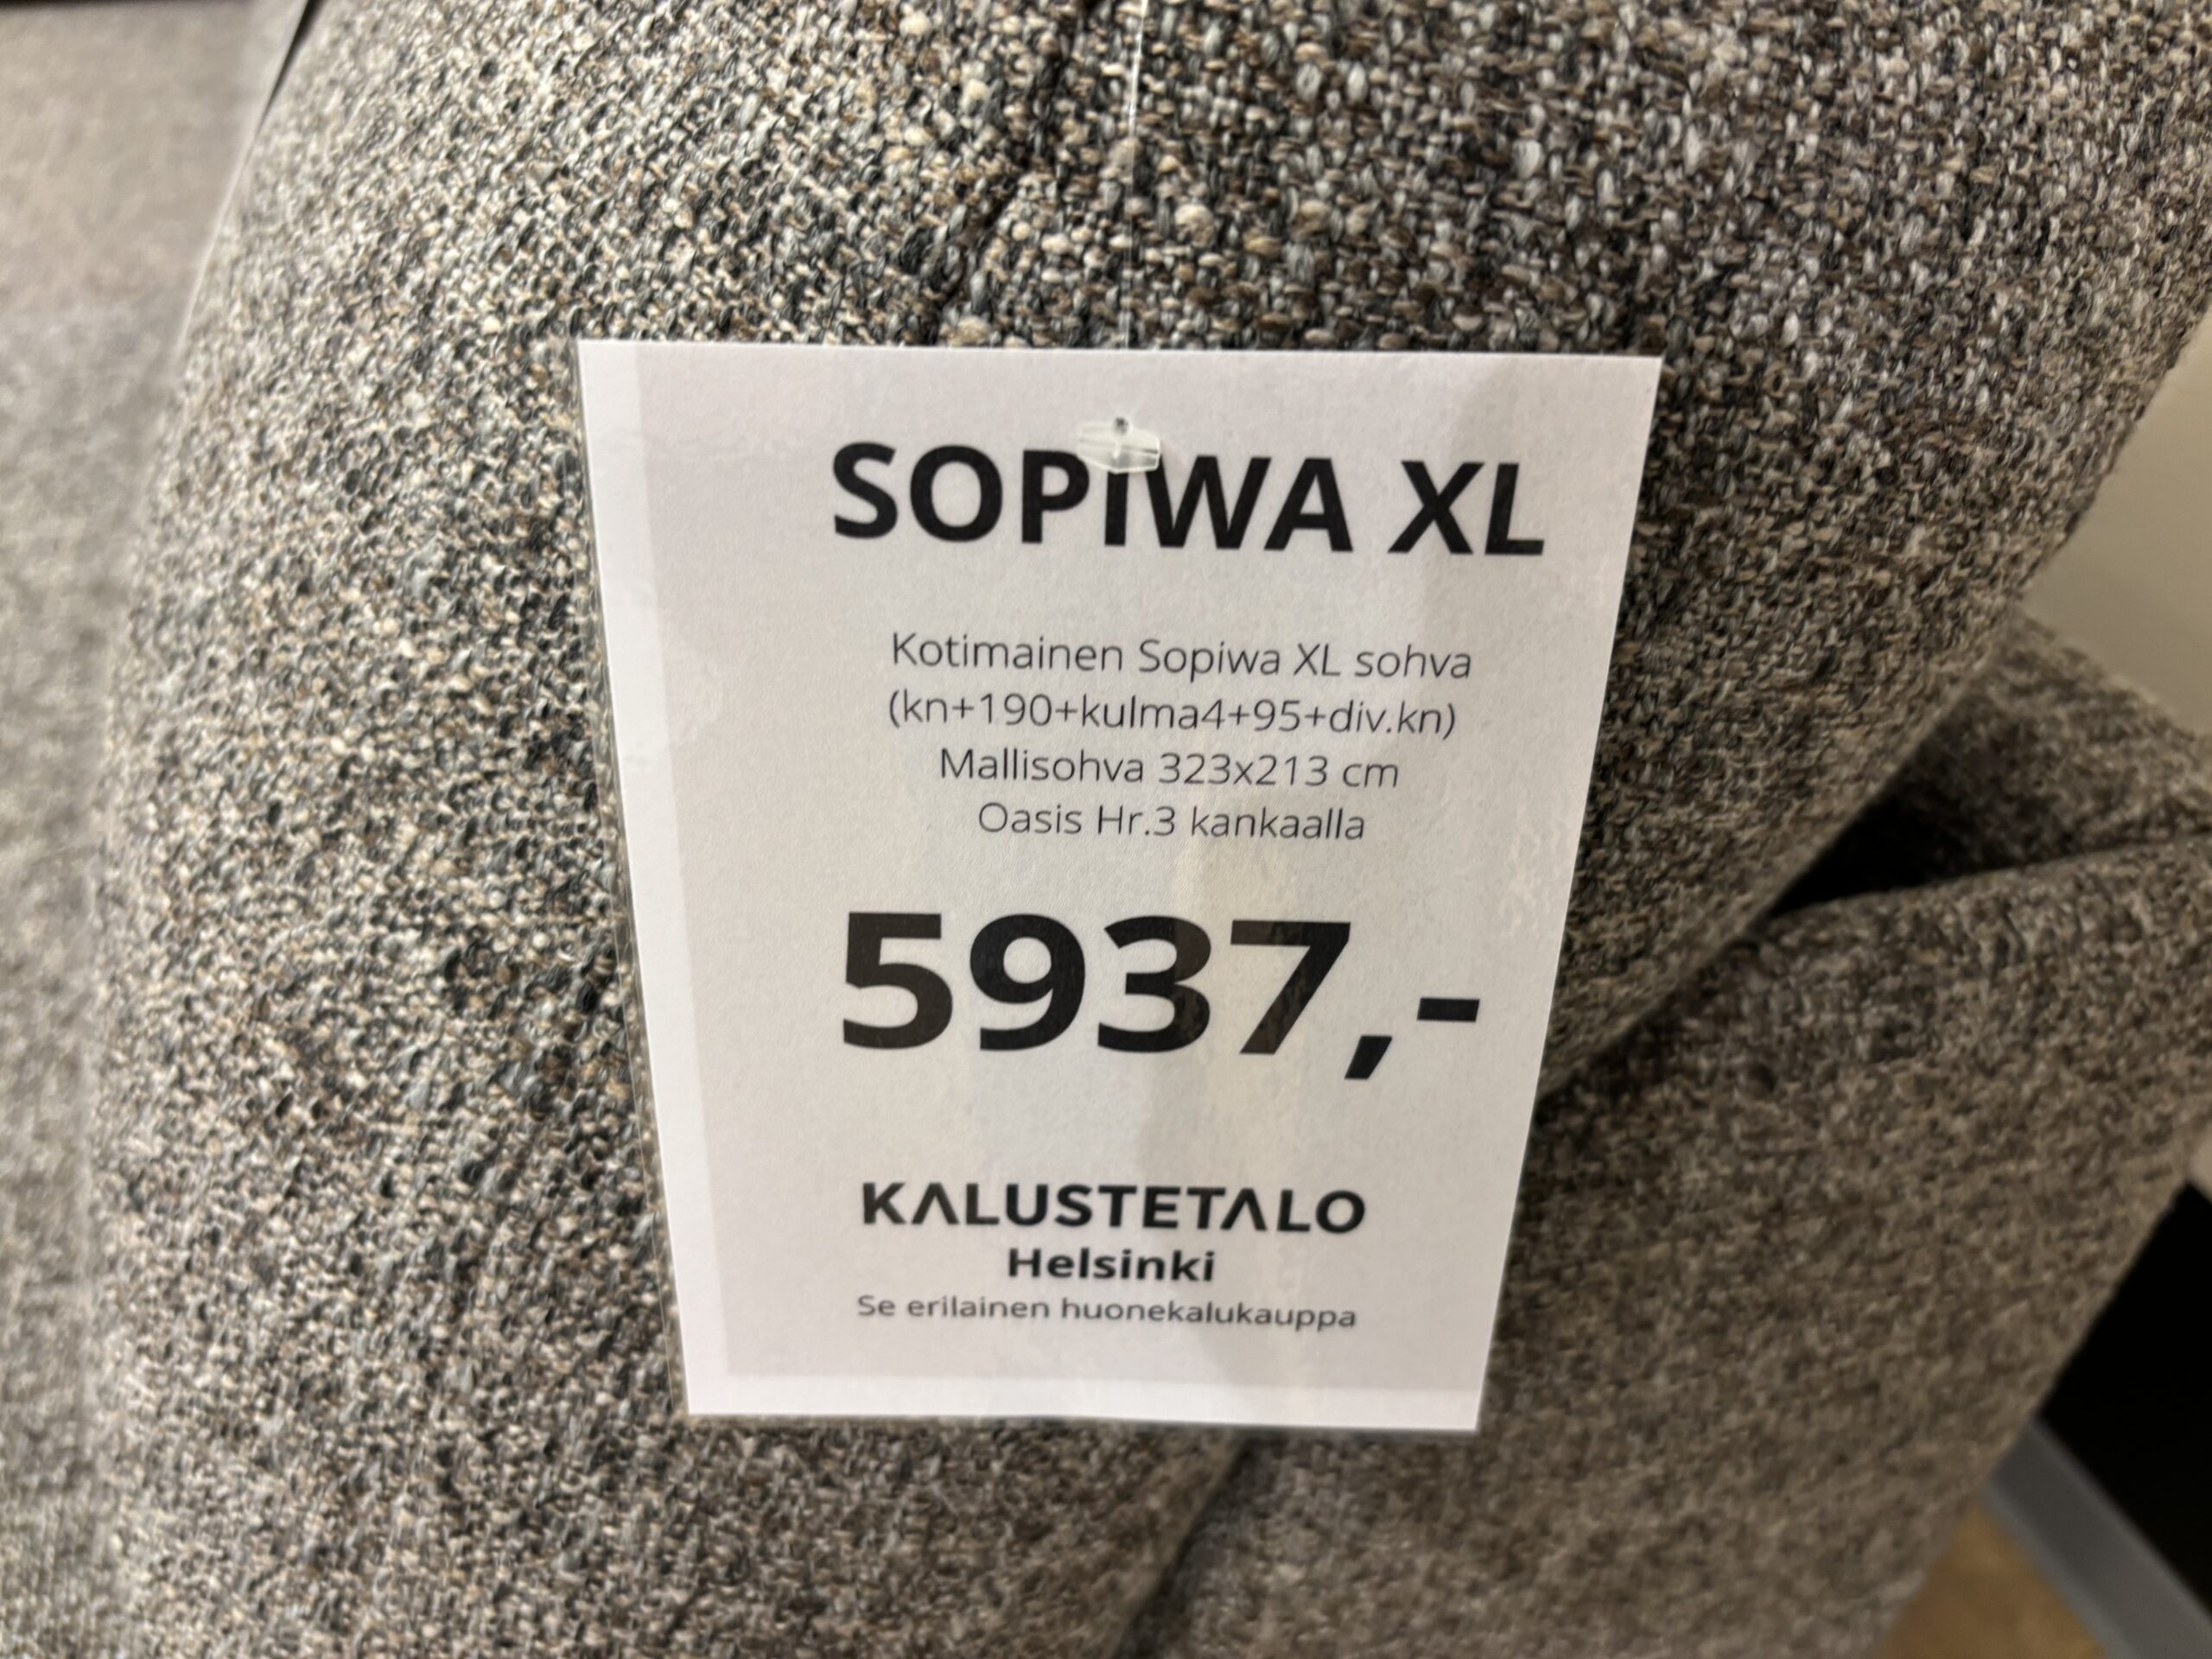 SOPIWA XL
Kotimainen Sopiwa XL sohva
(kn+190+kulma4+95+div.kn)
Mallisohva 323x213 cm
Oasis Hr.3 kankaalla
5937,-
KALUSTETALO
Helsinki
Se erilainen huonekalukauppa